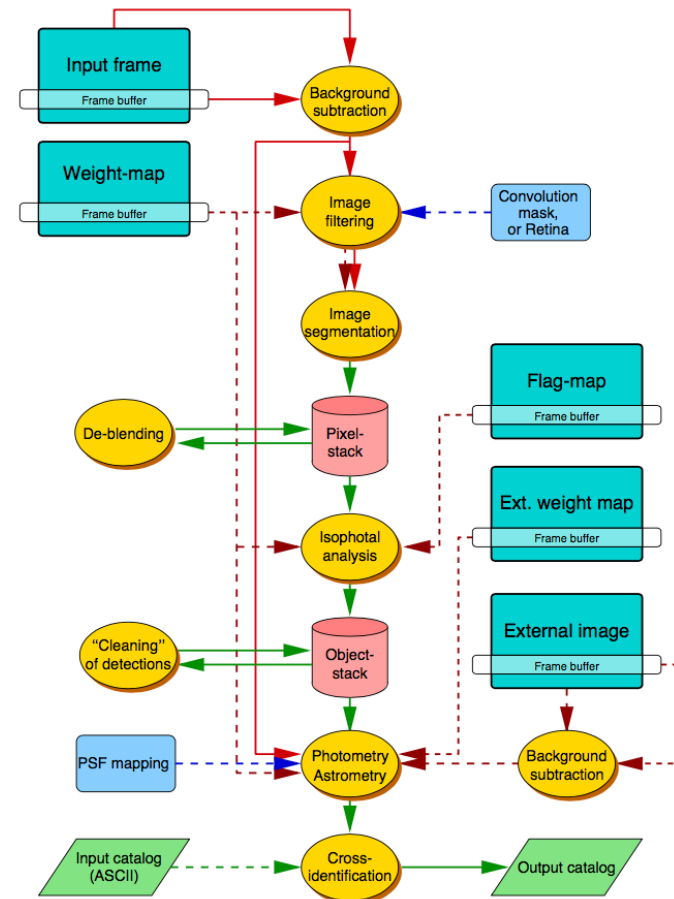 Input frame
Frame buffer
Background
subtraction
Weight-map
Frame buffer
Image
filtering
Convolution
mask,
or Retina
Image
segmentation
Flag-map
Frame buffer
De-blending
Pixel-
stack
Ext. weight map
Frame buffer
Isophotal
analysis
“Cleaning”
of detections
Object-
stack
External image
Frame buffer
PSF mapping
Photometry
Astrometry
Background
subtraction
Input catalog
(ASCII)
Cross-
identification
Output catalog